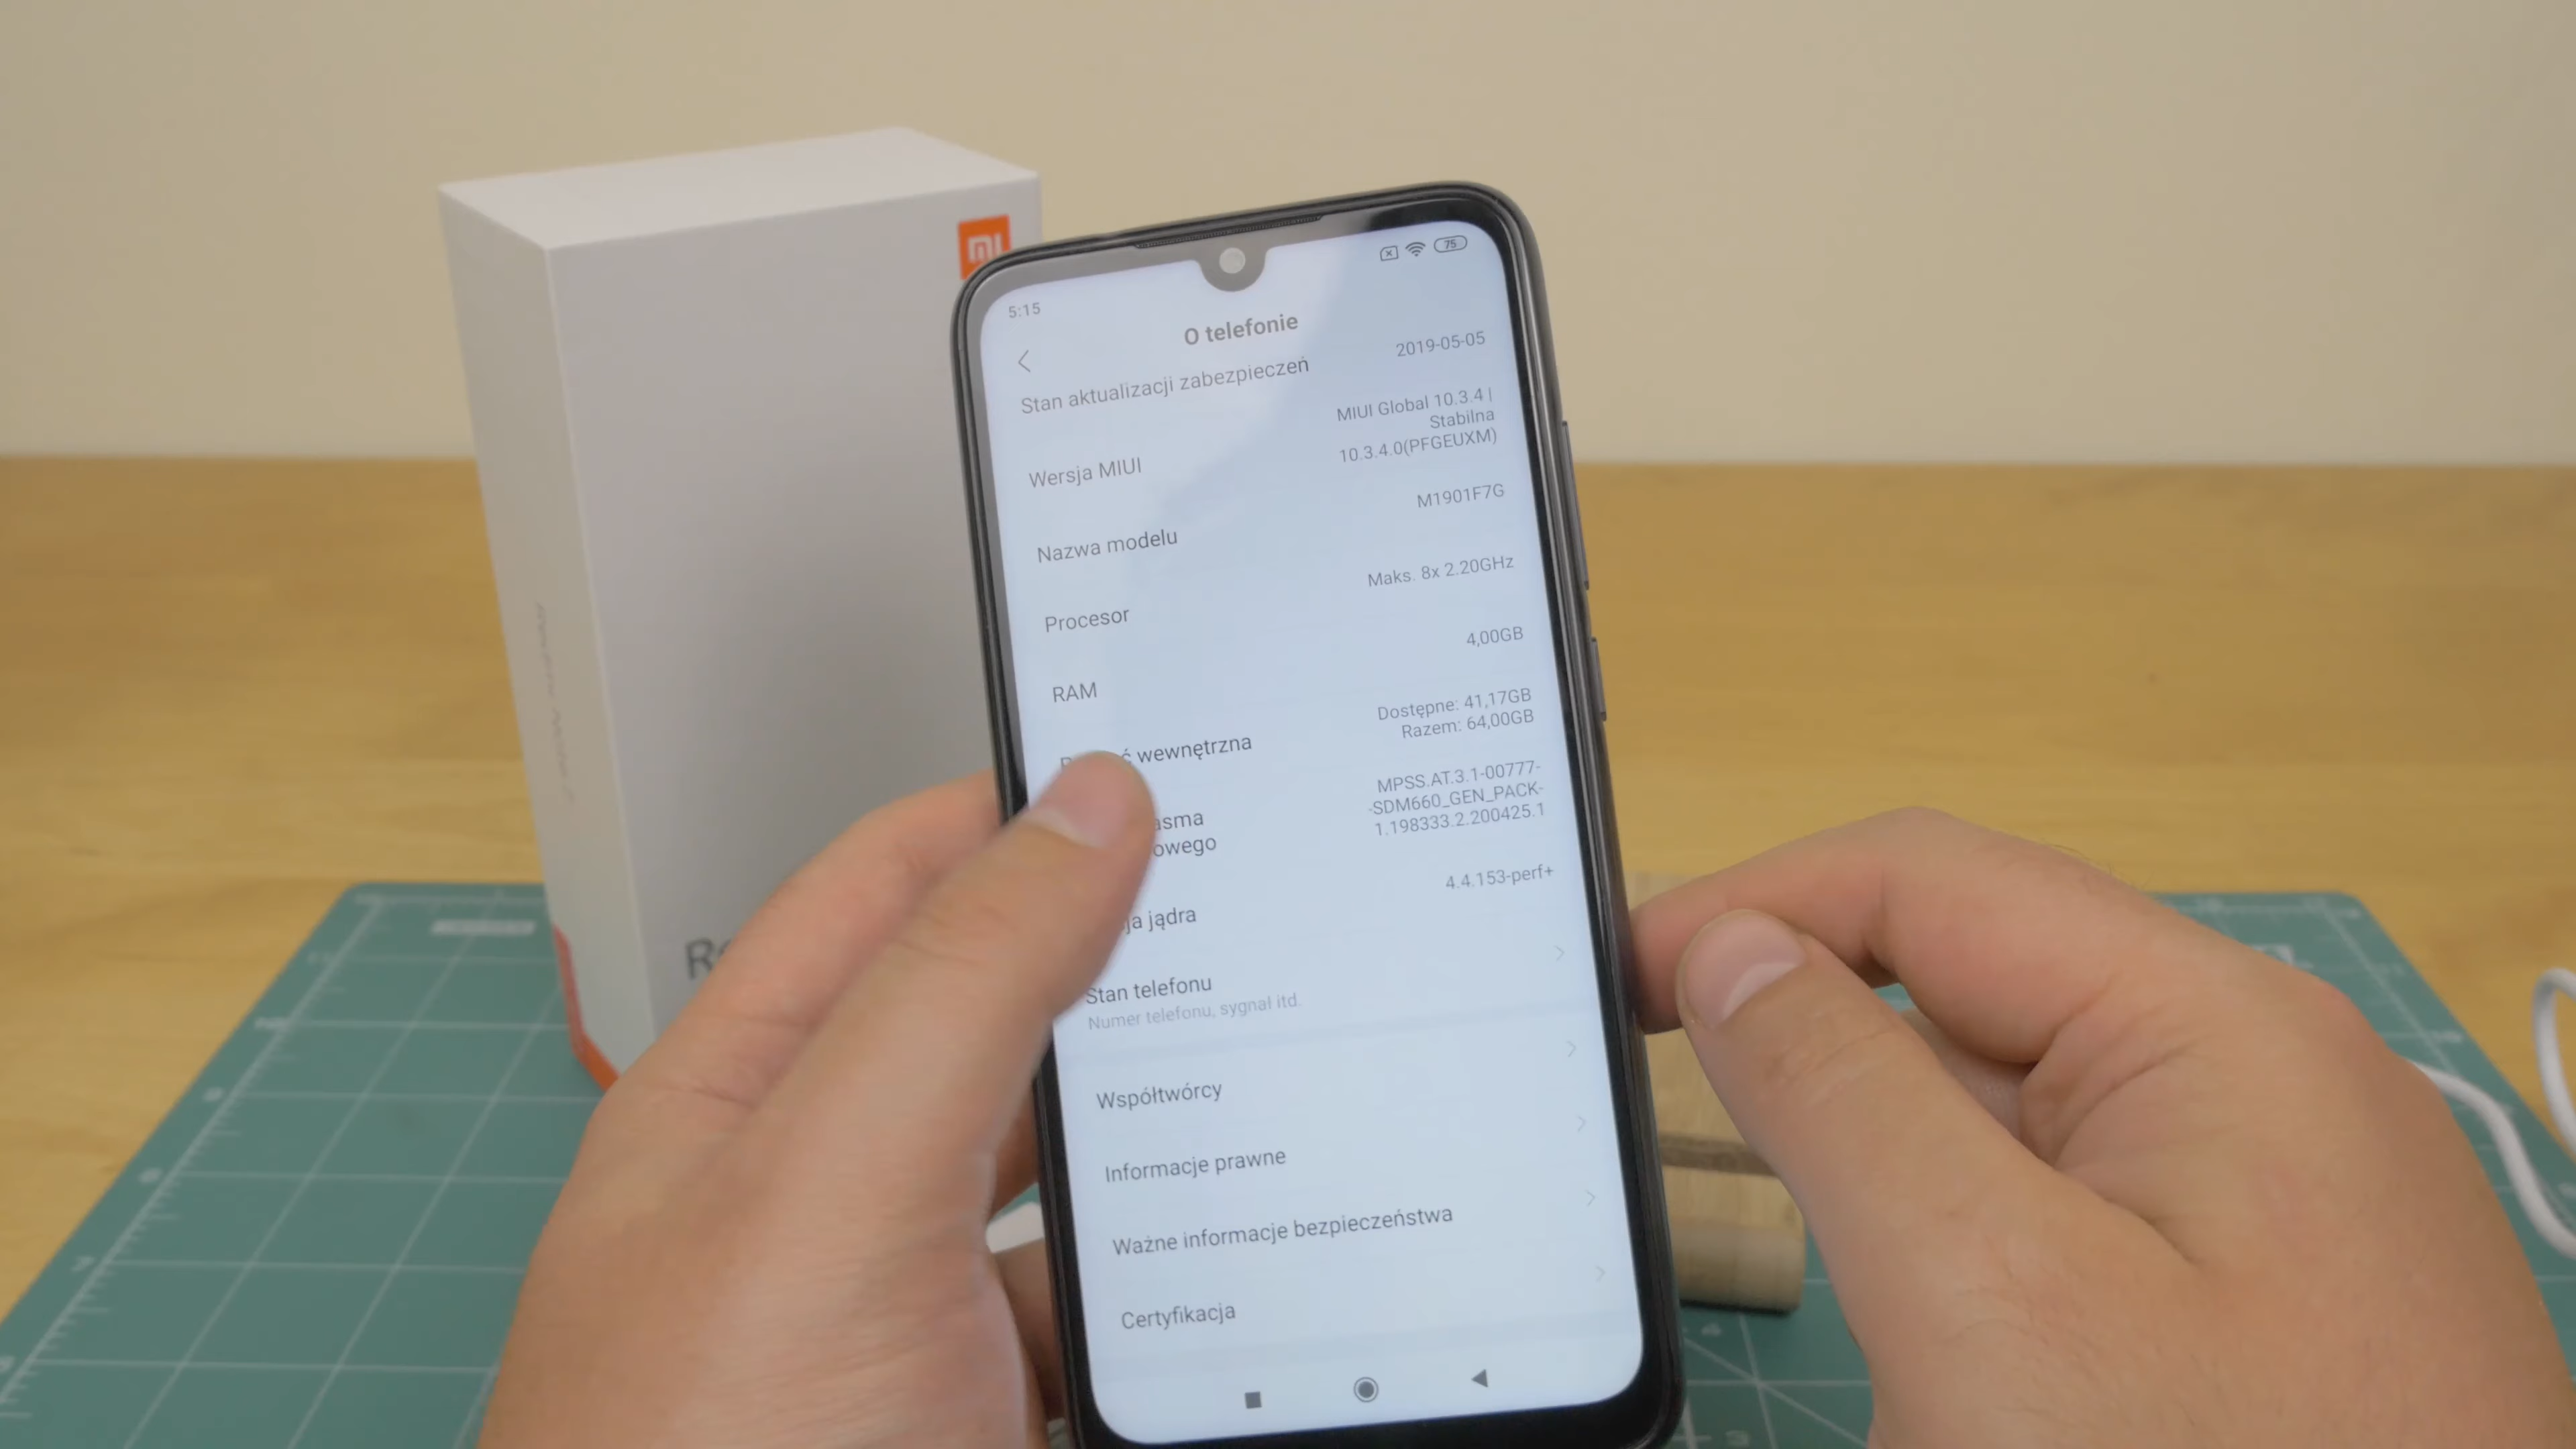 mi
5:15
75
O telefonie
Stan aktualizacji zabezpieczeń
2019-05-05
Wersja MIUI
MIUI Global 10.3.4 |
Stabilna
10.3.4.0(PFGEUXM)
Nazwa modelu
M1901F7G
Procesor
Maks. 8x 2.20GHz
RAM
4,00GB
wewnętrzna
Dostępne: 41,17GB
Razem: 64,00GB
asma
owego
MPSS.AT.3.1-00777-
-SDM660_GEN_PACK-
1.198333.2.200425.1
ja jądra
4.4.153-perf+
Stan telefonu
Numer telefonu, sygnał itd.
Współtwórcy
Informacje prawne
Ważne informacje bezpieczeństwa
Certyfikacja